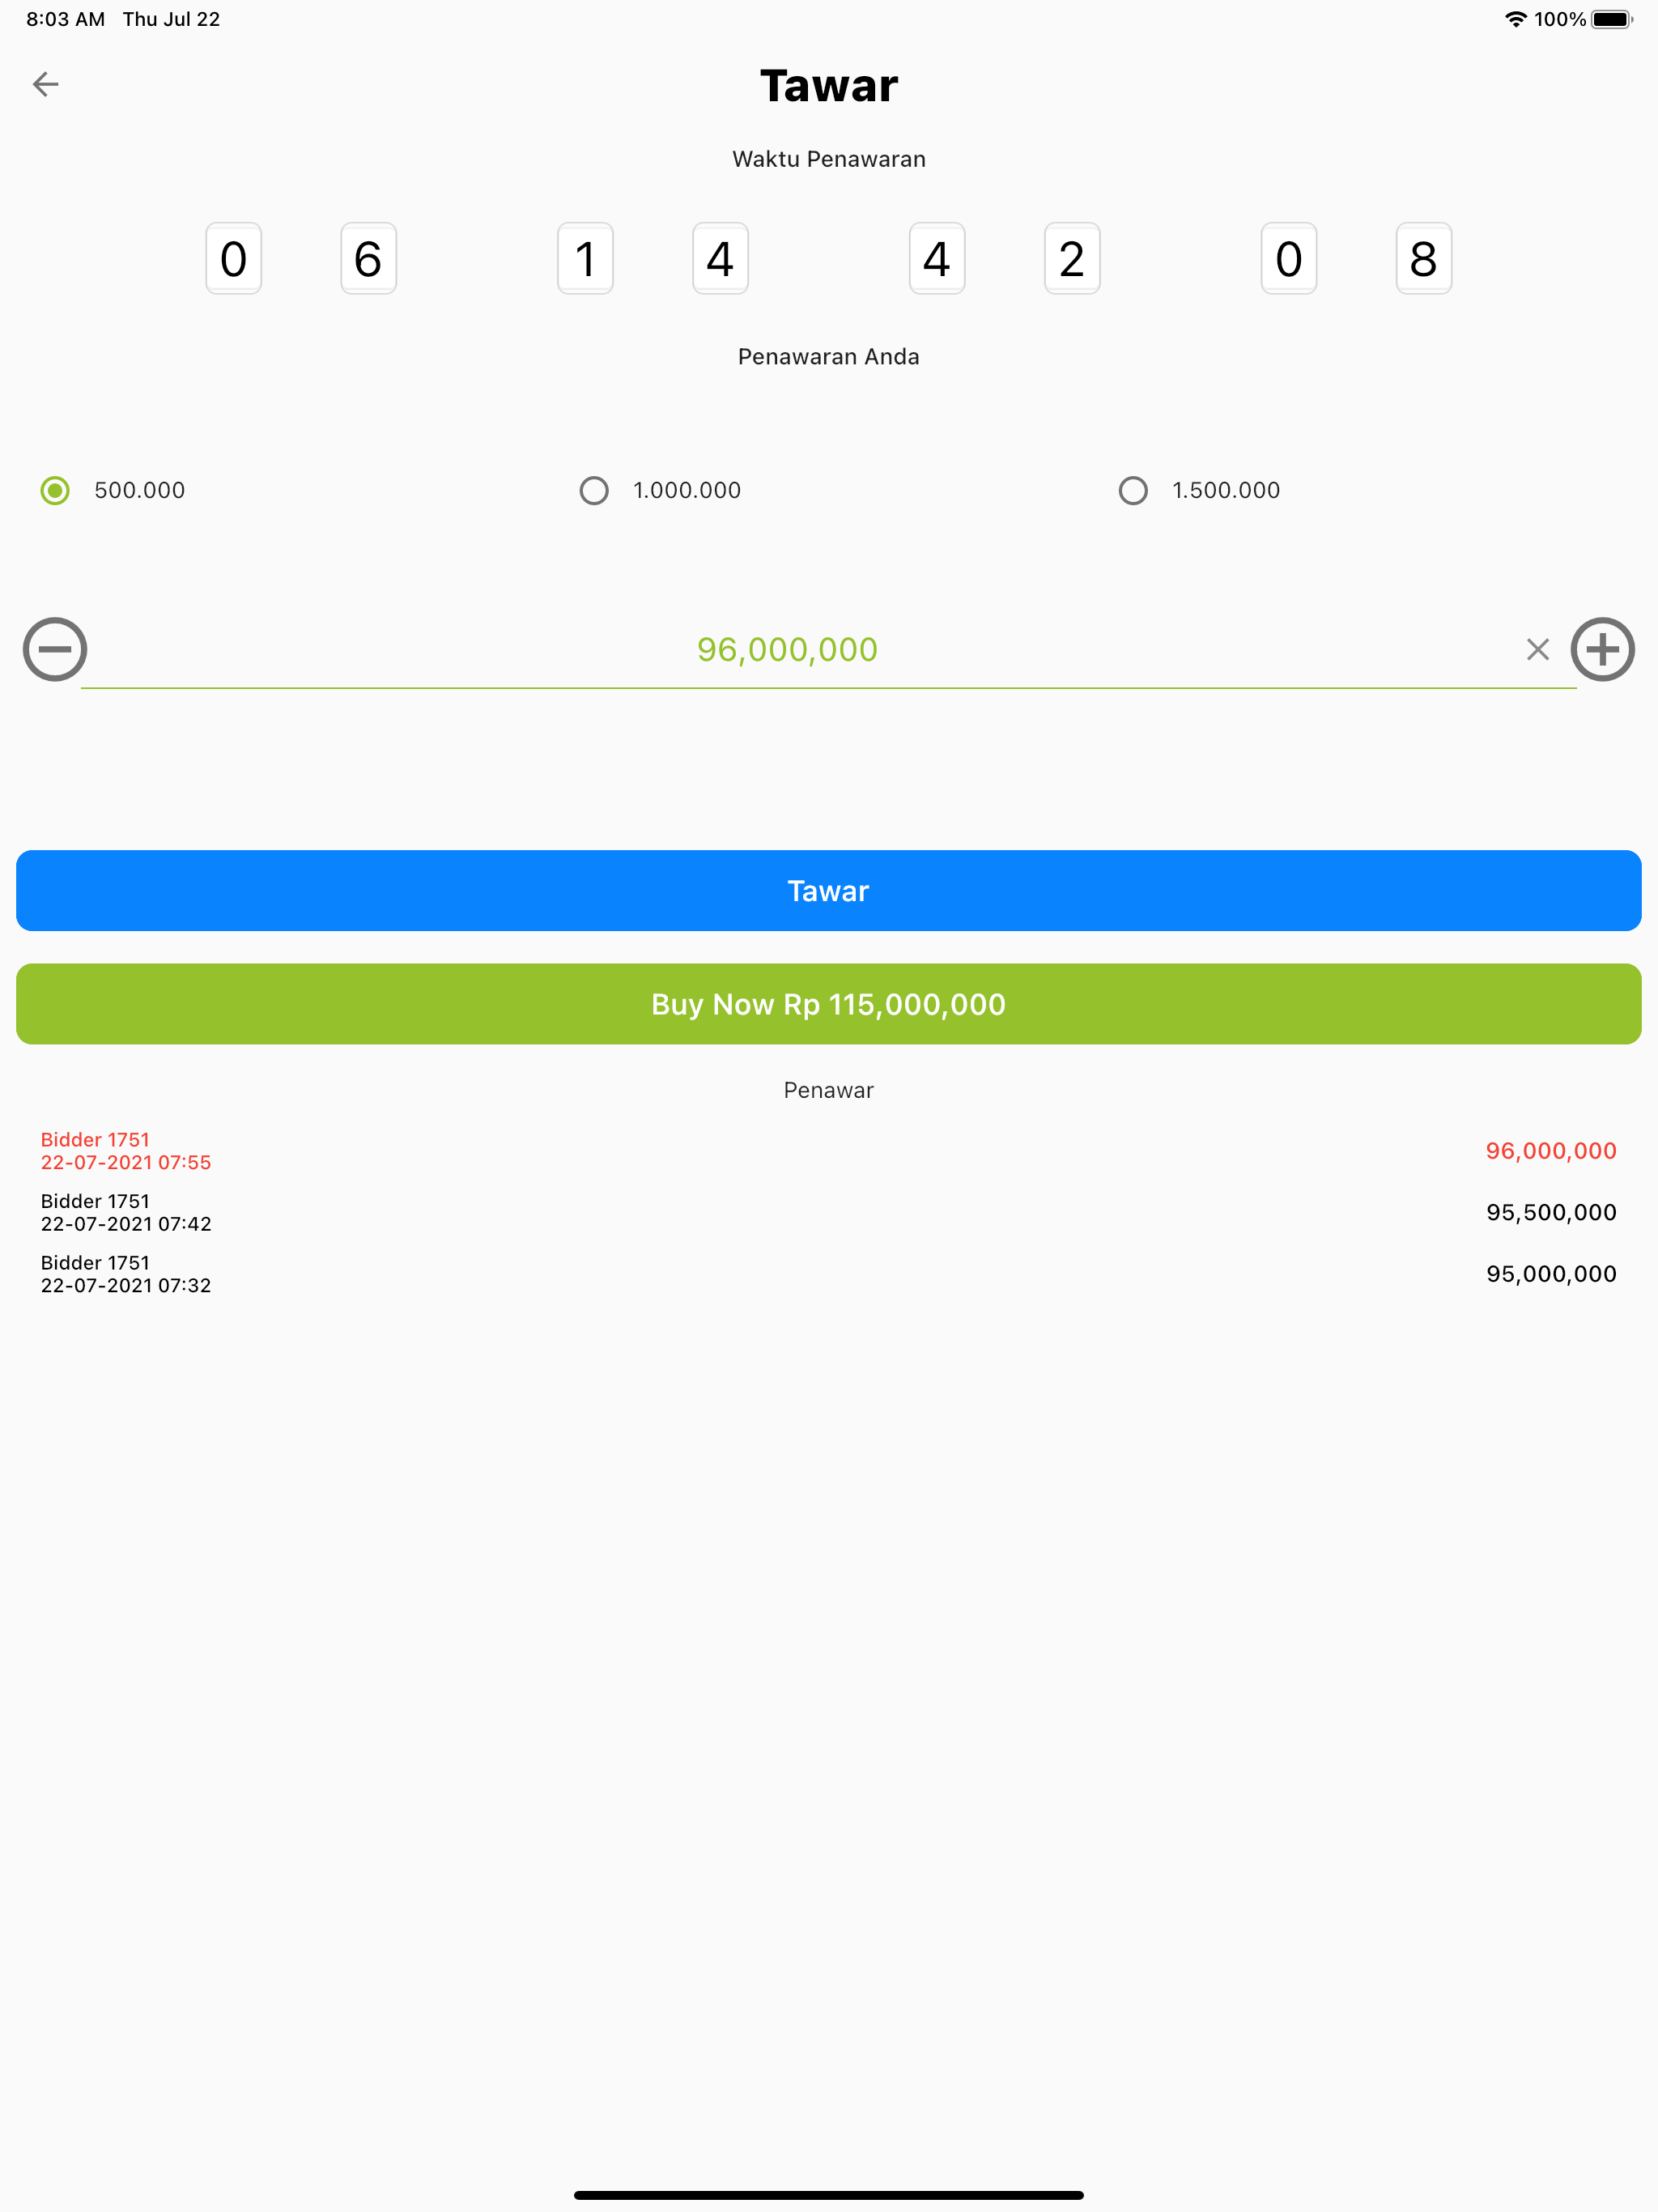 8:03 AM Thu Jul 22 100%
Tawar
Waktu Penawaran
0 6 1 4 4 2 0 8
Penawaran Anda
500.000 1.000.000 1.500.000
96,000,000
Tawar
Buy Now Rp 115,000,000
Penawar
Bidder 1751
22-07-2021 07:55
96,000,000
Bidder 1751
22-07-2021 07:42
95,500,000
Bidder 1751
22-07-2021 07:32
95,000,000